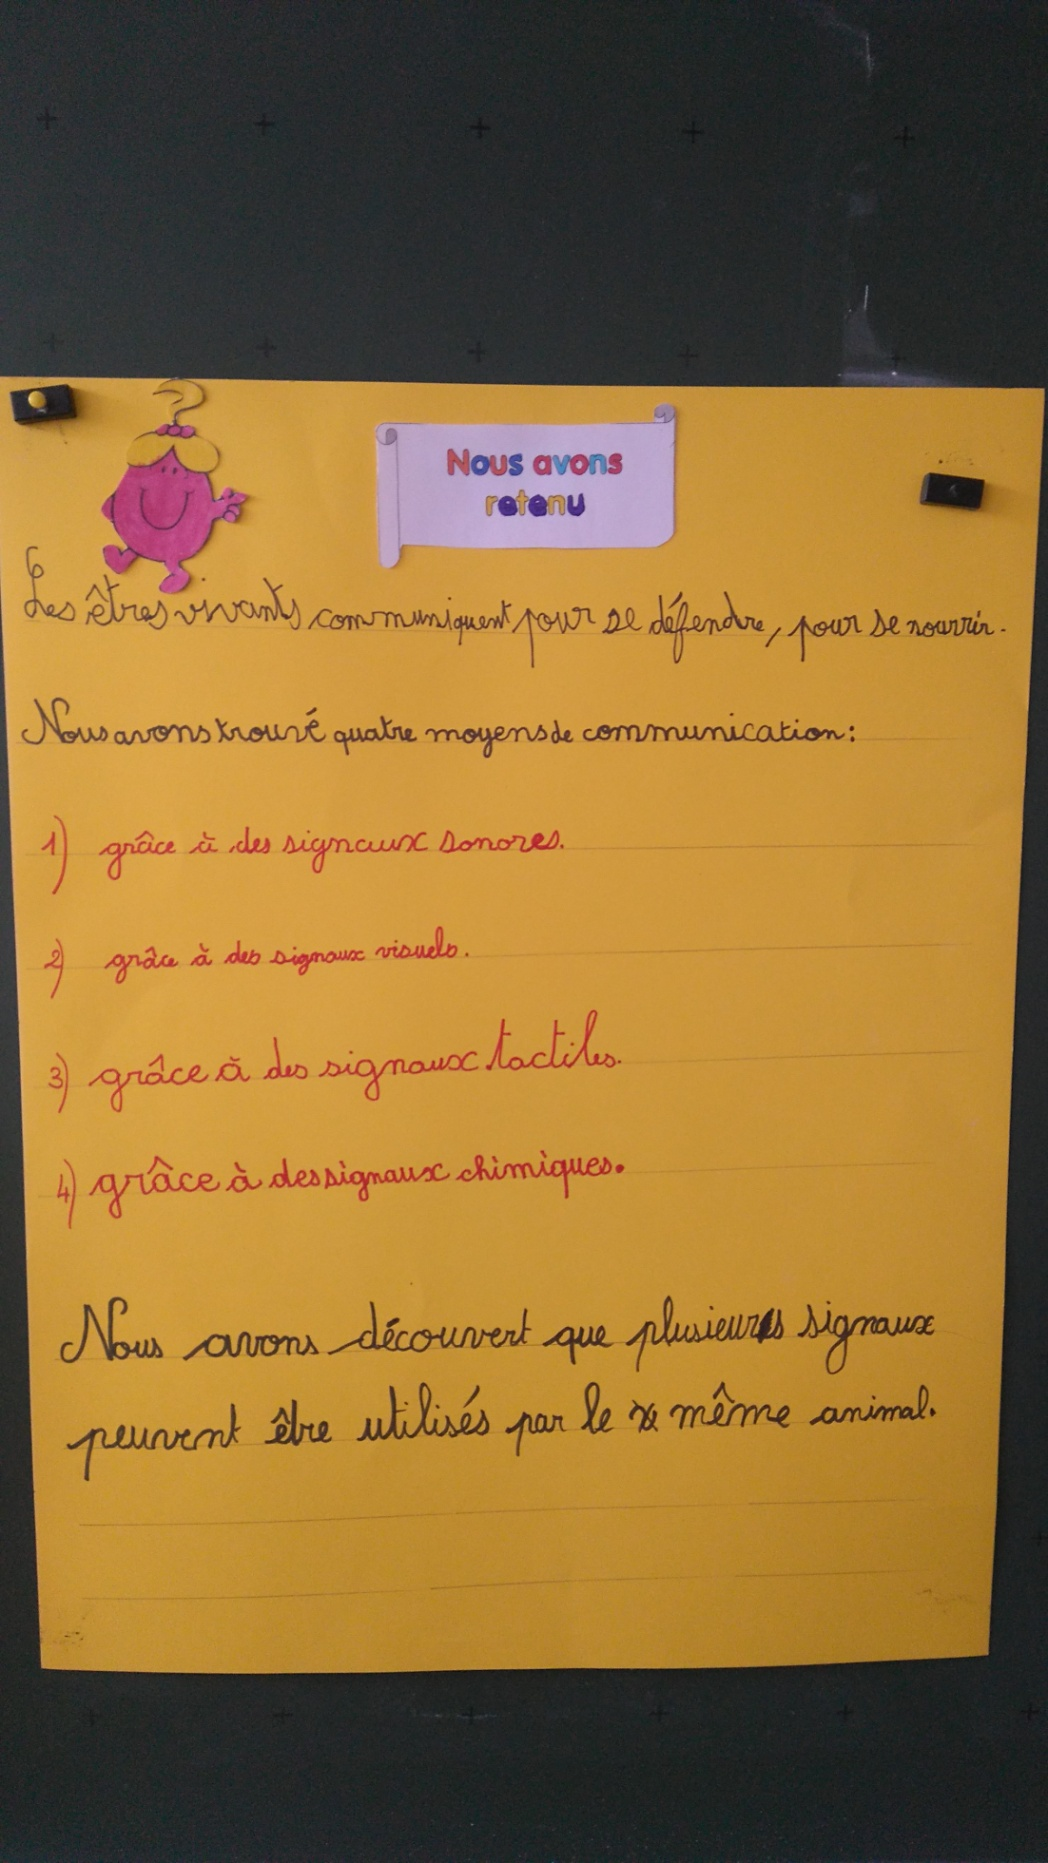 Nous avons
retenu
Les êtres vivants communiquent pour se défendre, pour se nourrir.
Nous avons trouvé quatre moyens de communication :
1) grâce à des signaux sonores.
2) grâce à des signaux visuels.
3) grâce à des signaux tactiles.
4) grâce à des signaux chimiques.
Nous avons découvert que plusieurs signaux
peuvent être utilisés par le même animal.